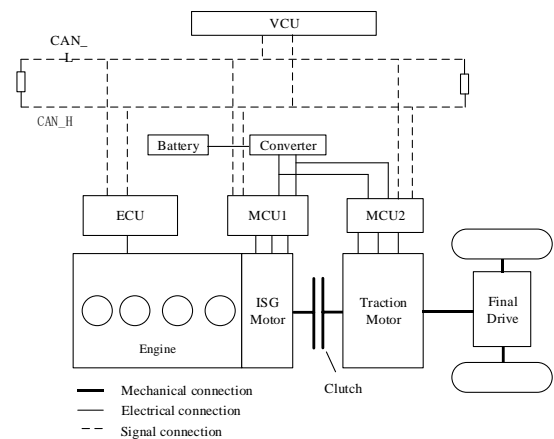 VCU
CAN_
L
CAN_H
Battery
Converter
ECU
MCU1
MCU2
ISG
Motor
Traction
Motor
Final
Drive
Engine
Clutch
Mechanical connection
Electrical connection
Signal connection